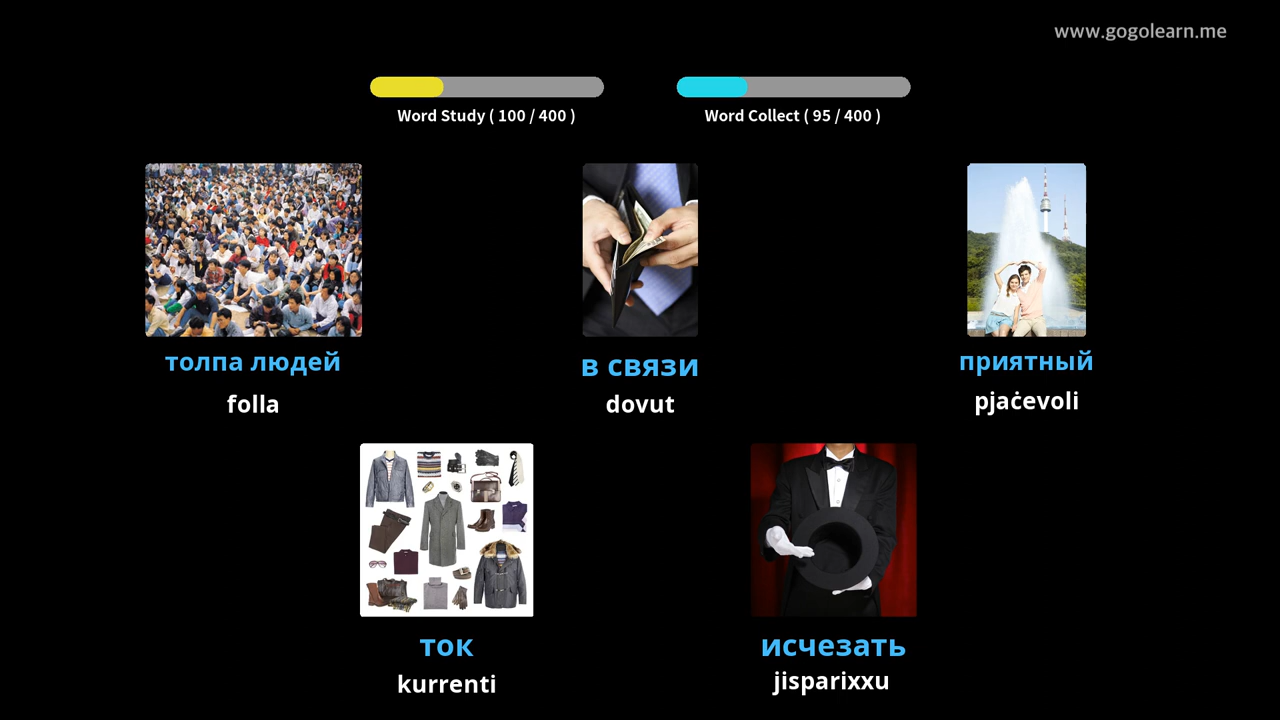 www.gogolearn.me
Word Study ( 100 / 400 )
Word Collect ( 95 / 400 )
толпа людей
folla
в связи
dovut
приятный
pjaċevoli
ток
kurrenti
исчезать
jisparixxu